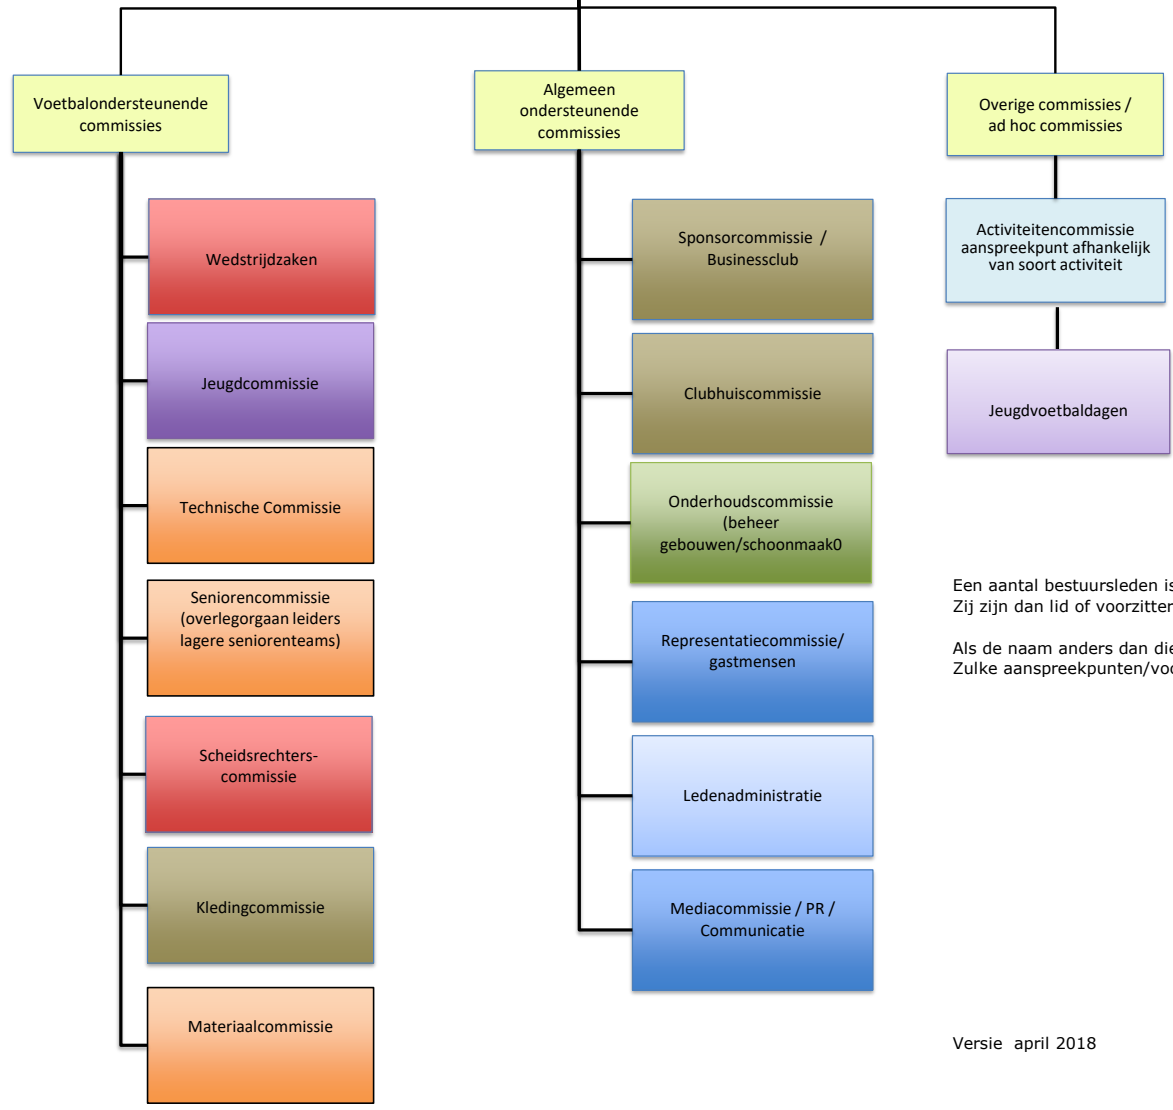 Voetbalondersteunende
commissies
Wedstrijdzaken
Jeugdcommissie
Technische Commissie
Seniorencommissie
(overlegorgaan leiders
lagere seniorenteams)
Scheidsrechters-
commissie
Kledingcommissie
Materiaalcommissie
Algemeen
ondersteunende
commissies
Sponsorcommissie /
Businessclub
Clubhuiscommissie
Onderhoudscommissie
(beheer
gebouwen/schoonmaak0
Representatiecommissie/
gastmensen
Ledenadministratie
Mediacommissie / PR /
Communicatie
Overige commissies /
ad hoc commissies
Activiteitencommissie
aanspreekpunt afhankelijk
van soort activiteit
Jeugdvoetbaldagen
Een aantal bestuursleden is
Zij zijn dan lid of voorzitter
Als de naam anders dan die
Zulke aanspreekpunten/voo
Versie april 2018